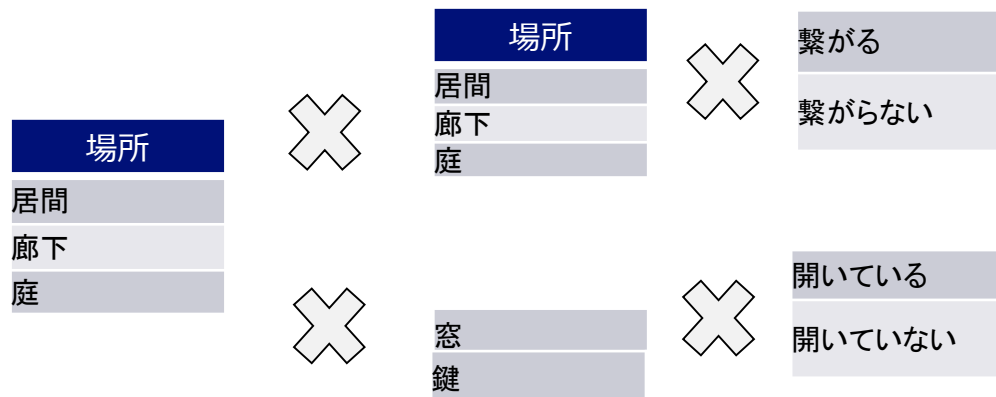 場所
居間
廊下
庭
場所
居間
廊下
庭
繋がる
繋がらない
窓
鍵
開いている
開いていない